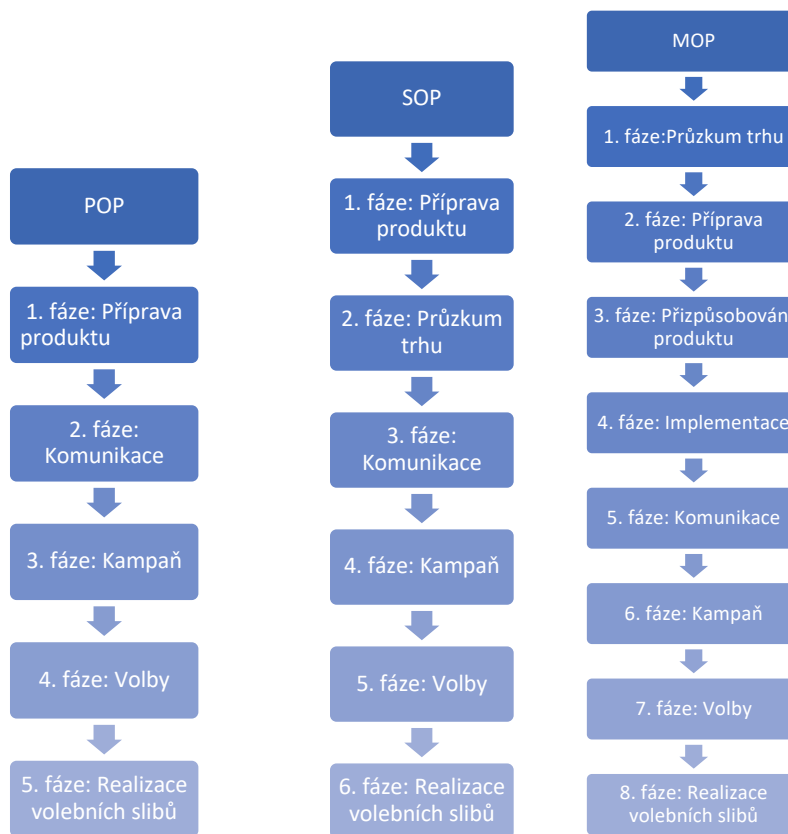 POP
1. fáze: Příprava
produktu
2. fáze:
Komunikace
3. fáze: Kampaň
4. fáze: Volby
5. fáze: Realizace
volebních slibů
SOP
1. fáze: Příprava
produktu
2. fáze: Průzkum
trhu
3. fáze:
Komunikace
4. fáze: Kampaň
5. fáze: Volby
6. fáze: Realizace
volebních slibů
MOP
1. fáze:Průzkum trhu
2. fáze: Příprava
produktu
3. fáze: Přizpůsobován
produktu
4. fáze: Implementace
5. fáze: Komunikace
6. fáze: Kampaň
7. fáze: Volby
8. fáze: Realizace
volebních slibů